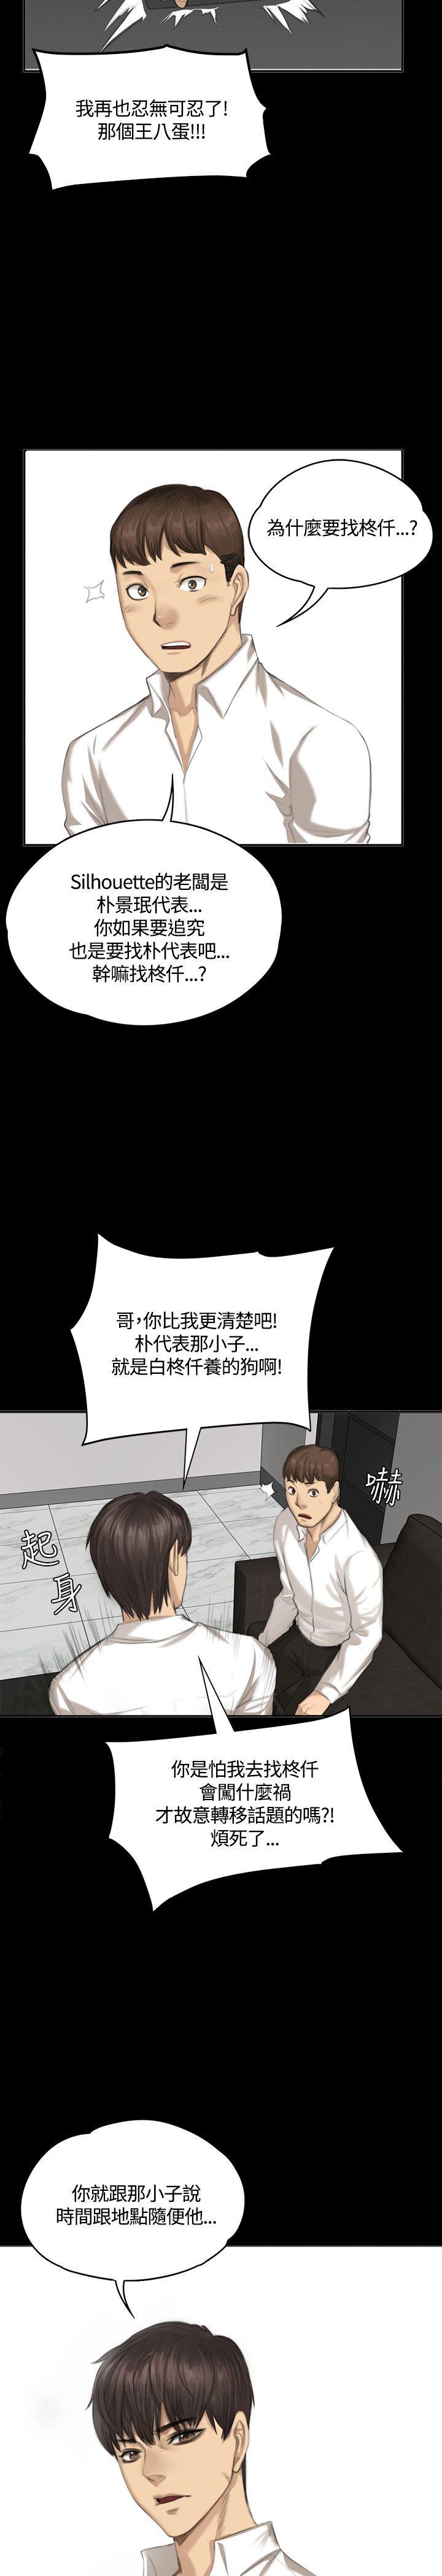 我再也忍無可忍了!
那個王八蛋!!!
為什麼要找柊仟...?
Silhouette的老闆是
朴景珉代表...
你如果要追究
也是要找朴代表吧...
幹嘛找柊仟...?
哥,你比我更清楚吧!
朴代表那小子...
就是白柊仟養的狗啊!
嚇
起身
你是怕我去找柊仟
會闖什麼禍
才故意轉移話題的嗎?!
煩死了...
你就跟那小子說
時間跟地點隨便他...